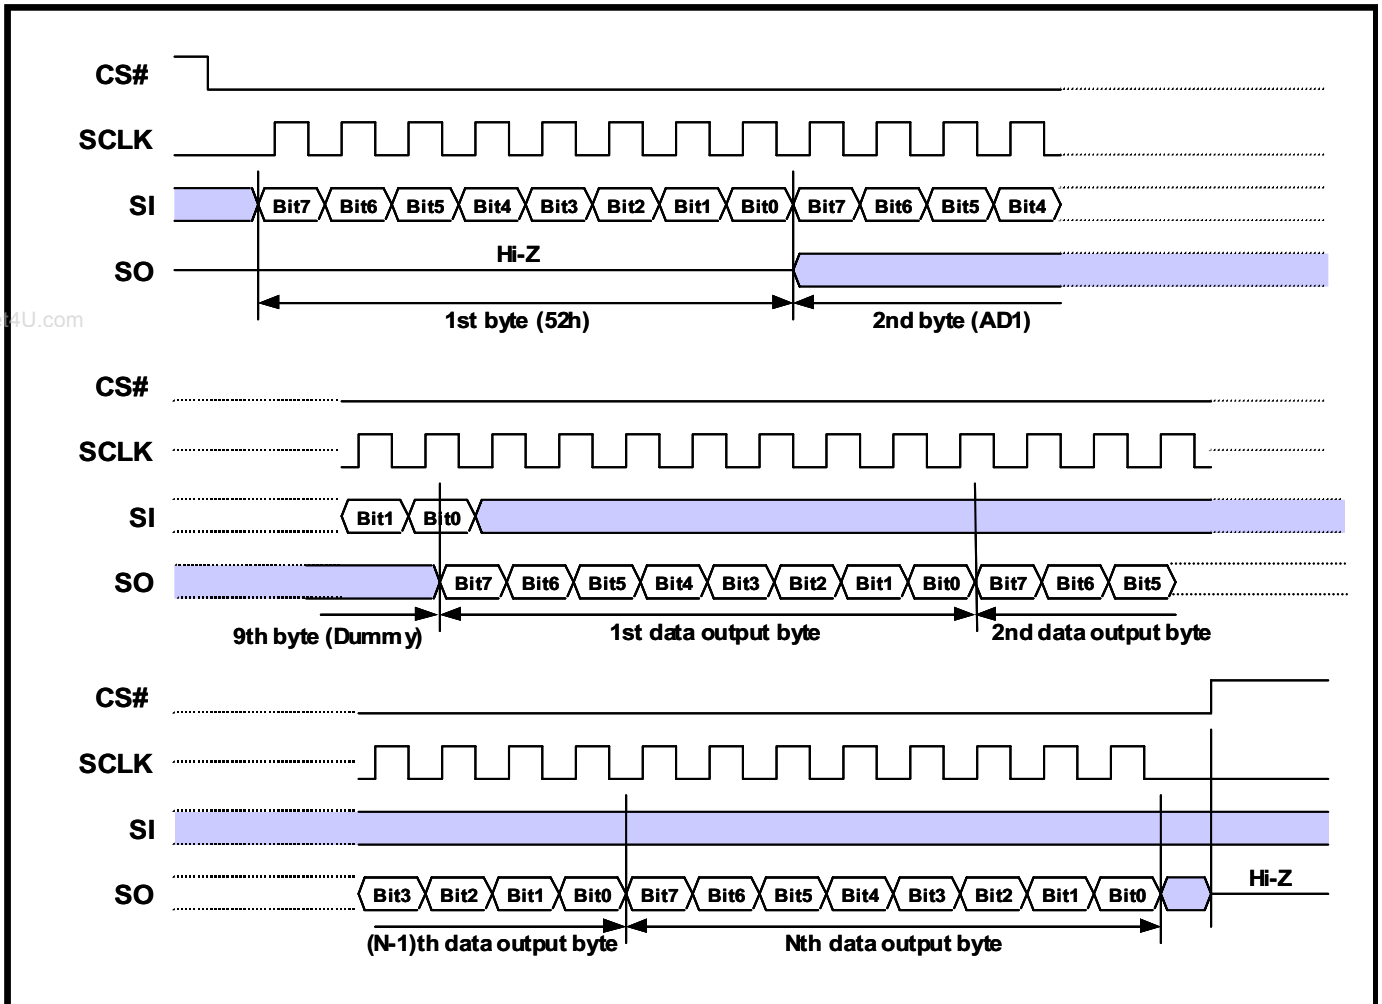 CS#
SCLK
SI Bit7 Bit6 Bit5 Bit4 Bit3 Bit2 Bit1 Bit0 Bit7 Bit6 Bit5 Bit4
Hi-Z
SO
1st byte (52h) 2nd byte (AD1)
t4U.com
CS#
SCLK
SI Bit1 Bit0
SO Bit7 Bit6 Bit5 Bit4 Bit3 Bit2 Bit1 Bit0 Bit7 Bit6 Bit5
9th byte (Dummy) 1st data output byte 2nd data output byte
CS#
SCLK
SI
SO Bit3 Bit2 Bit1 Bit0 Bit7 Bit6 Bit5 Bit4 Bit3 Bit2 Bit1 Bit0 Hi-Z
(N-1)th data output byte Nth data output byte